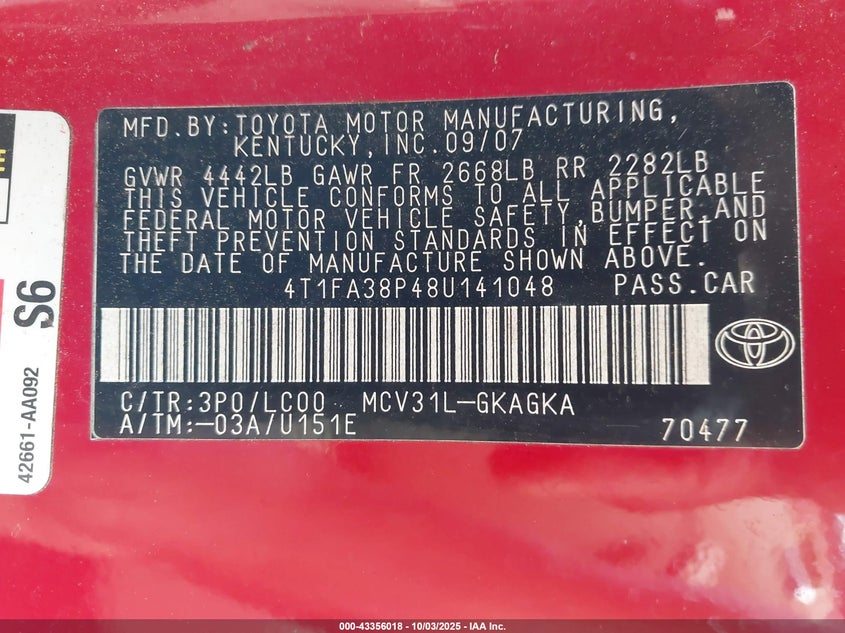 MFD.BY:TOYOTA MOTOR MANUFACTURING,
KENTUCKY,INC.09/07
GVWR 4442LB GAWR FR 2668LB RR 2282LB
THIS VEHICLE CONFORMS TO ALL APPLICABLE
FEDERAL MOTOR VEHICLE SAFETY,BUMPER,AND
THEFT PREVENTION STANDARDS IN EFFECT ON
THE DATE OF MANUFACTURE SHOWN ABOVE.
4T1FA38P48U141048 PASS.CAR
C/TR:3P0/LC00 MCV31L-GKAGKA
A/TM:-03A/U151E 70477
S6
42661-AA092
000-43356018 - 10/03/2025 - IAA Inc.